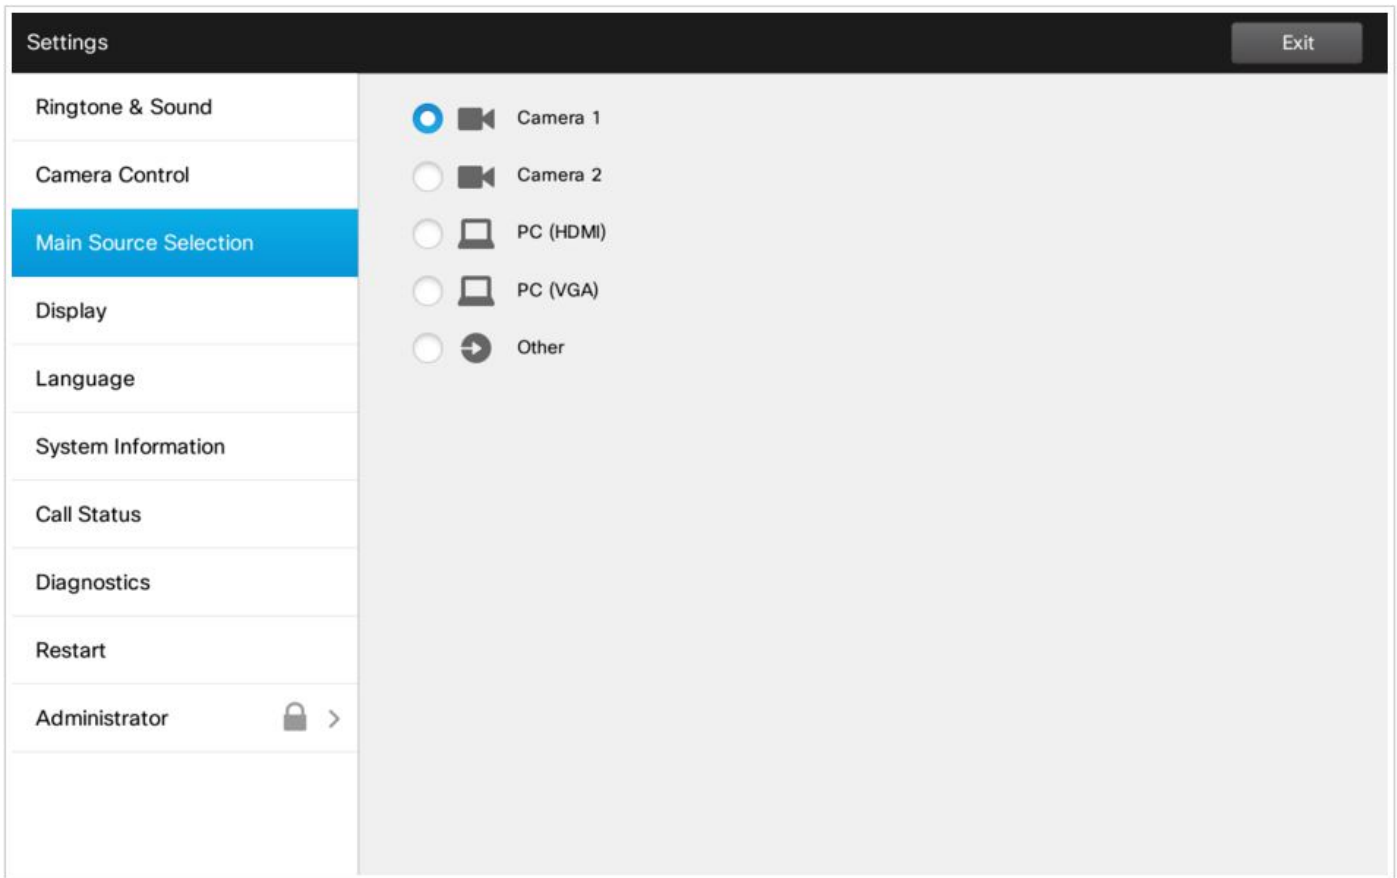 Settings
Exit
Ringtone & Sound
Camera Control
Main Source Selection
Display
Language
System Information
Call Status
Diagnostics
Restart
Administrator
Camera 1
Camera 2
PC (HDMI)
PC (VGA)
Other